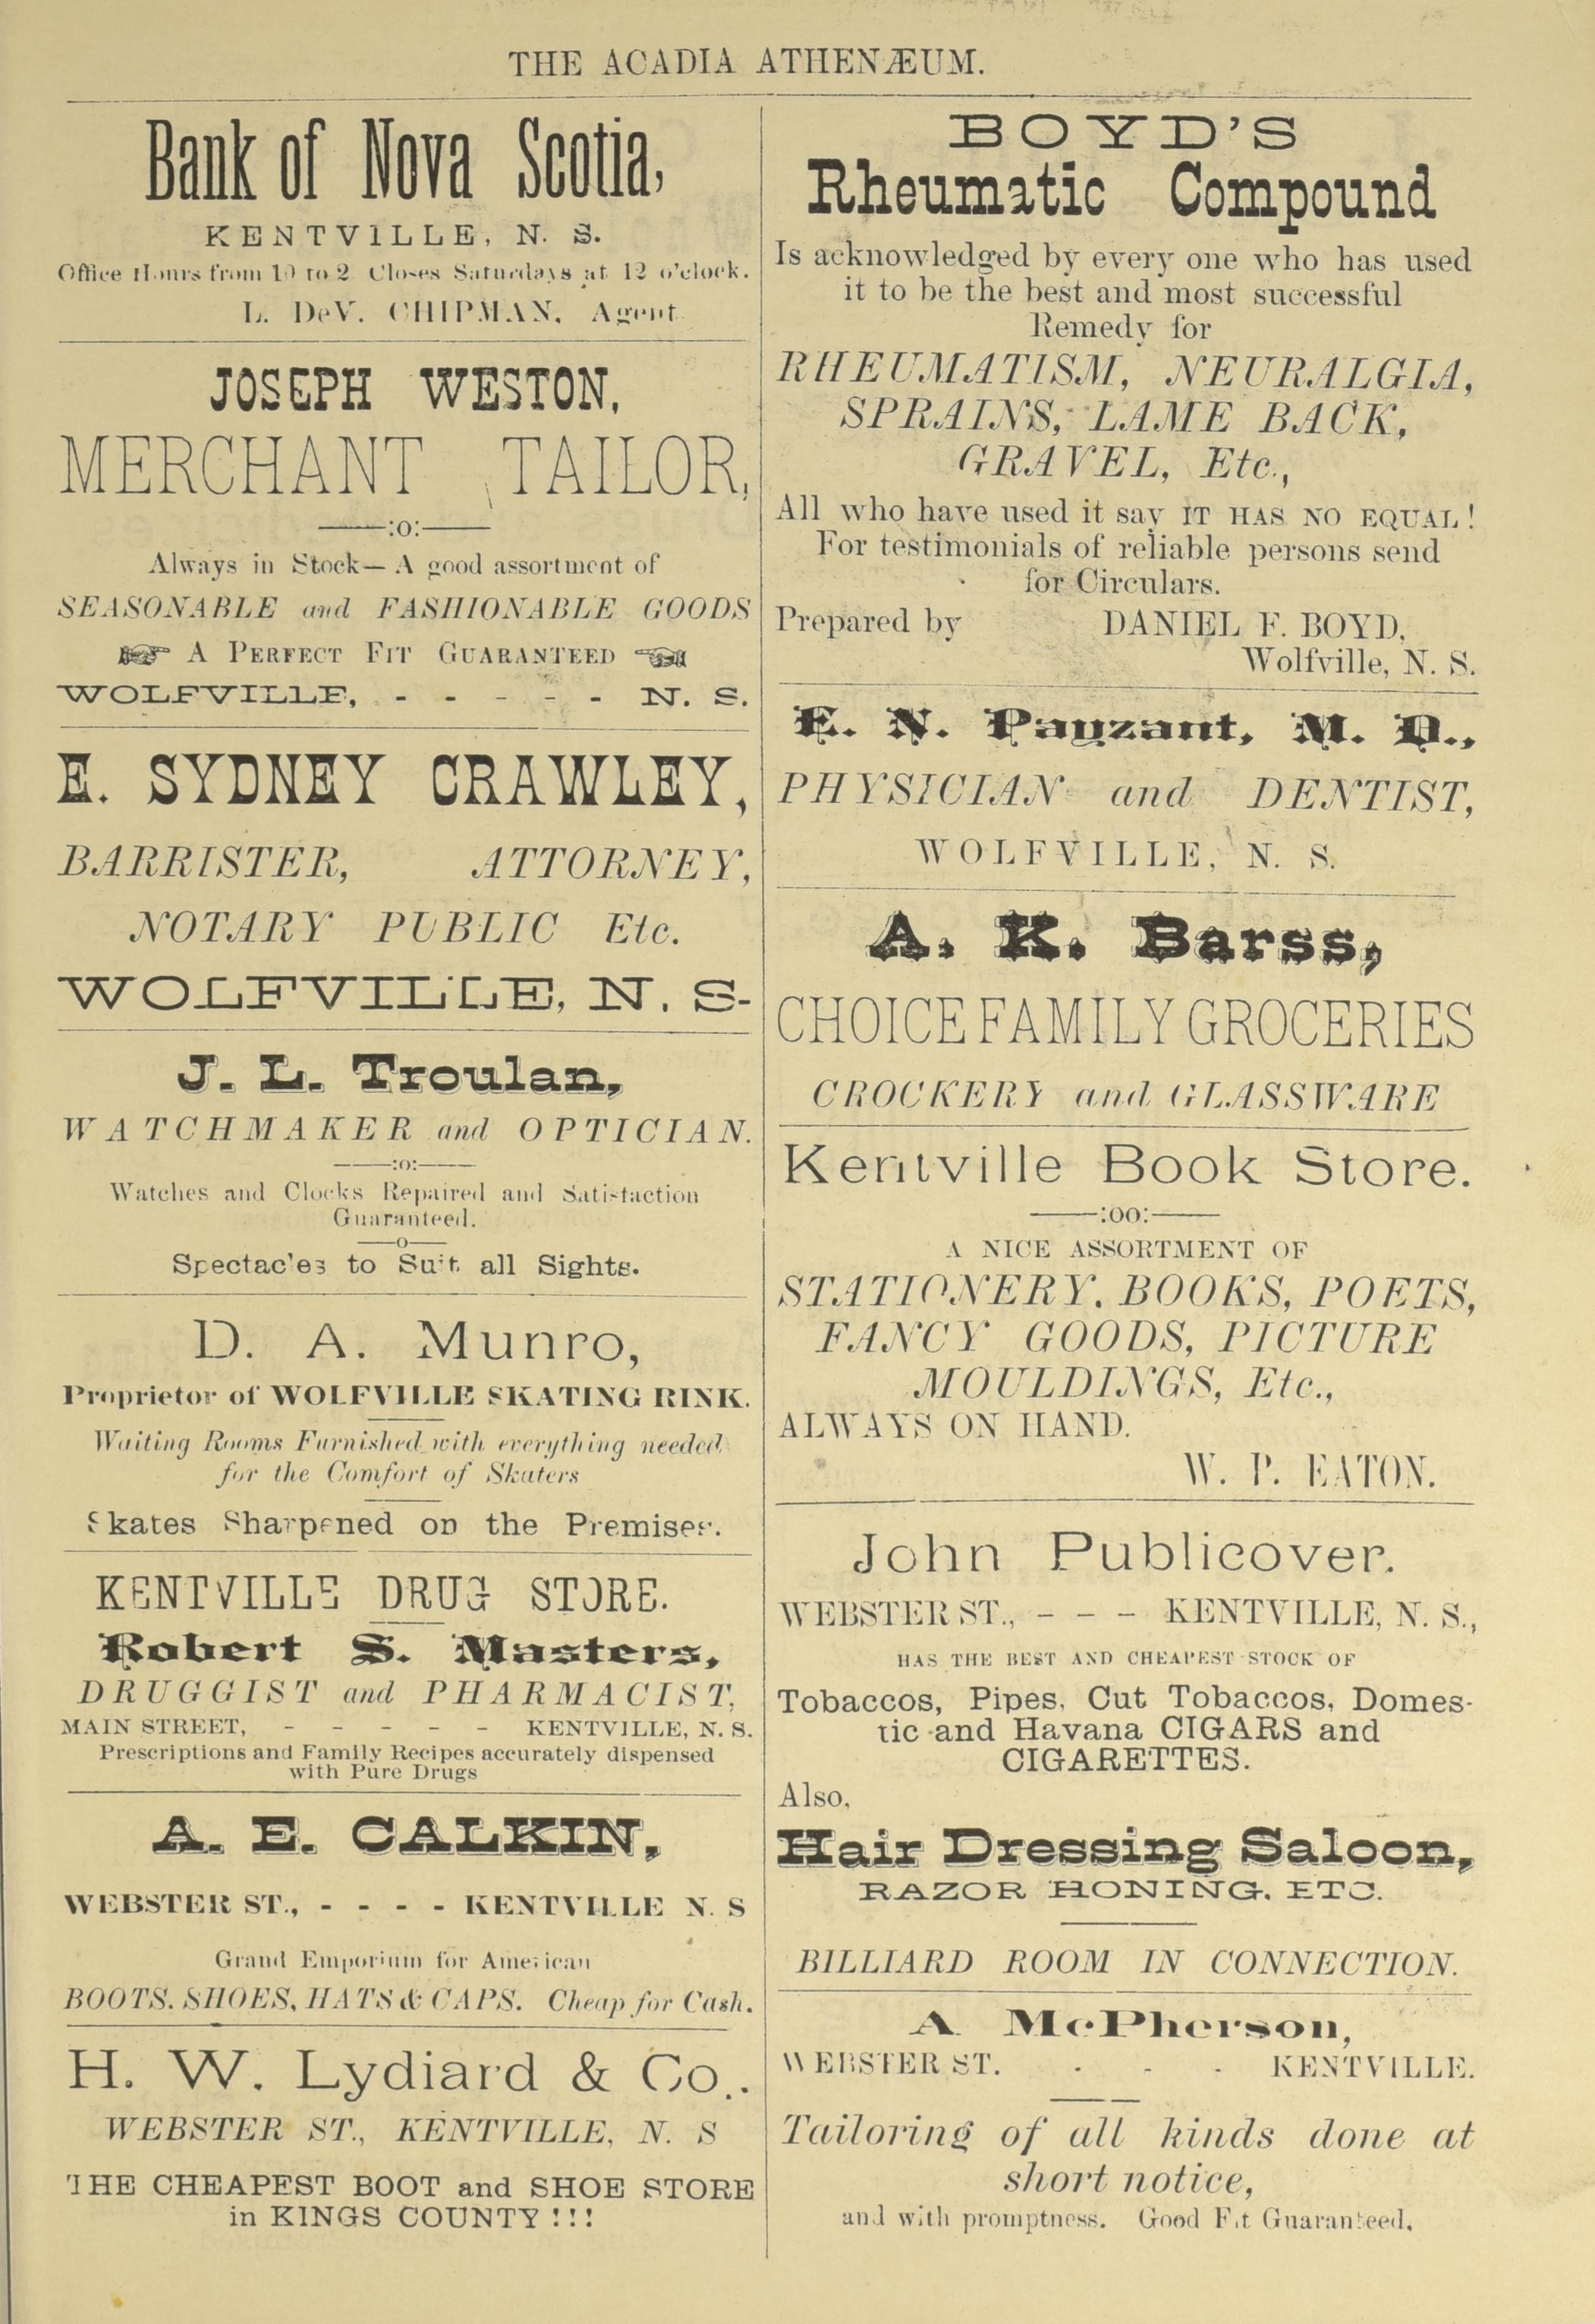 THE ACADIA ATHENÆUM.
Bank of Nova Scotia,
KENTVILLE, N. S.
Office Hours from 10 to 2. Closes Saturdays at 12 o'clock.
L. DeV. CHIPMAN, Agent.
JOSEPH WESTON,
MERCHANT TAILOR,
——:o:——
Always in Stock—A good assortment of
SEASONABLE and FASHIONABLE GOODS
☞ A PERFECT FIT GUARANTEED ☜
WOLFVILLE, - - - - - N. S.
E. SYDNEY CRAWLEY,
BARRISTER, ATTORNEY,
NOTARY PUBLIC Etc.
WOLFVILLE, N. S-
J. L. Troulan,
WATCHMAKER and OPTICIAN.
——:o:——
Watches and Clocks Repaired and Satisfaction
Guaranteed.
——o——
Spectacles to Suit all Sights.
D. A. Munro,
Proprietor of WOLFVILLE SKATING RINK.
Waiting Rooms Furnished with everything needed
for the Comfort of Skaters
Skates Sharpened on the Premises.
KENTVILLE DRUG STORE.
Robert S. Masters,
DRUGGIST and PHARMACIST,
MAIN STREET, - - - - - KENTVILLE, N. S.
Prescriptions and Family Recipes accurately dispensed
with Pure Drugs
A. E. CALKIN,
WEBSTER ST., - - - - KENTVILLE N. S
Grand Emporium for American
BOOTS. SHOES, HATS & CAPS. Cheap for Cash.
H. W. Lydiard & Co..
WEBSTER ST., KENTVILLE, N. S
THE CHEAPEST BOOT and SHOE STORE
in KINGS COUNTY !!!
BOYD'S
Rheumatic Compound
Is acknowledged by every one who has used
it to be the best and most successful
Remedy for
RHEUMATISM, NEURALGIA,
SPRAINS, LAME BACK,
GRAVEL, Etc.,
All who have used it say IT HAS NO EQUAL!
For testimonials of reliable persons send
for Circulars.
Prepared by DANIEL F. BOYD,
Wolfville, N. S.
E. N. Payzant, M. D.,
PHYSICIAN and DENTIST,
WOLFVILLE, N. S.
A. K. Barss,
CHOICE FAMILY GROCERIES
CROCKERY and GLASSWARE
Kentville Book Store.
——:oo:——
A NICE ASSORTMENT OF
STATIONERY, BOOKS, POETS,
FANCY GOODS, PICTURE
MOULDINGS, Etc.,
ALWAYS ON HAND.
W. P. EATON.
John Publicover.
WEBSTER ST., - - - KENTVILLE, N. S.,
HAS THE BEST AND CHEAPEST STOCK OF
Tobaccos, Pipes, Cut Tobaccos, Domes-
tic and Havana CIGARS and
CIGARETTES.
Also,
Hair Dressing Saloon,
RAZOR HONING, ETC.
BILLIARD ROOM IN CONNECTION.
A McPherson,
WEBSTER ST. - - - KENTVILLE.
Tailoring of all kinds done at
short notice,
and with promptness. Good Fit Guaranteed,